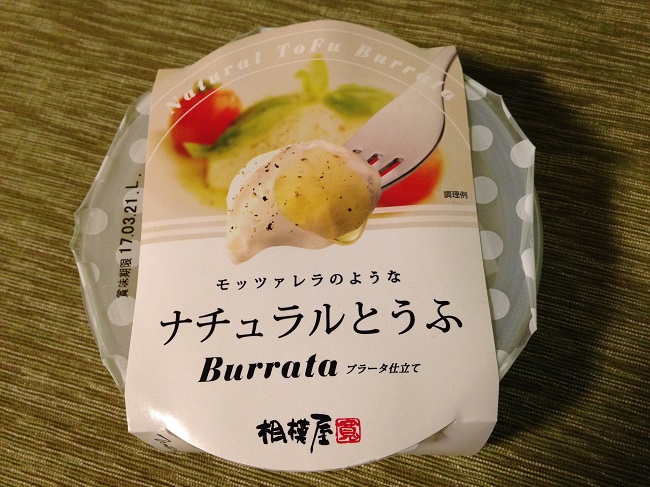 Natural ToFu Burrata
調理例
賞味期限 17.03.21.L.
モッツァレラのような
ナチュラルとうふ
Burrata ブラータ仕立て
相模屋